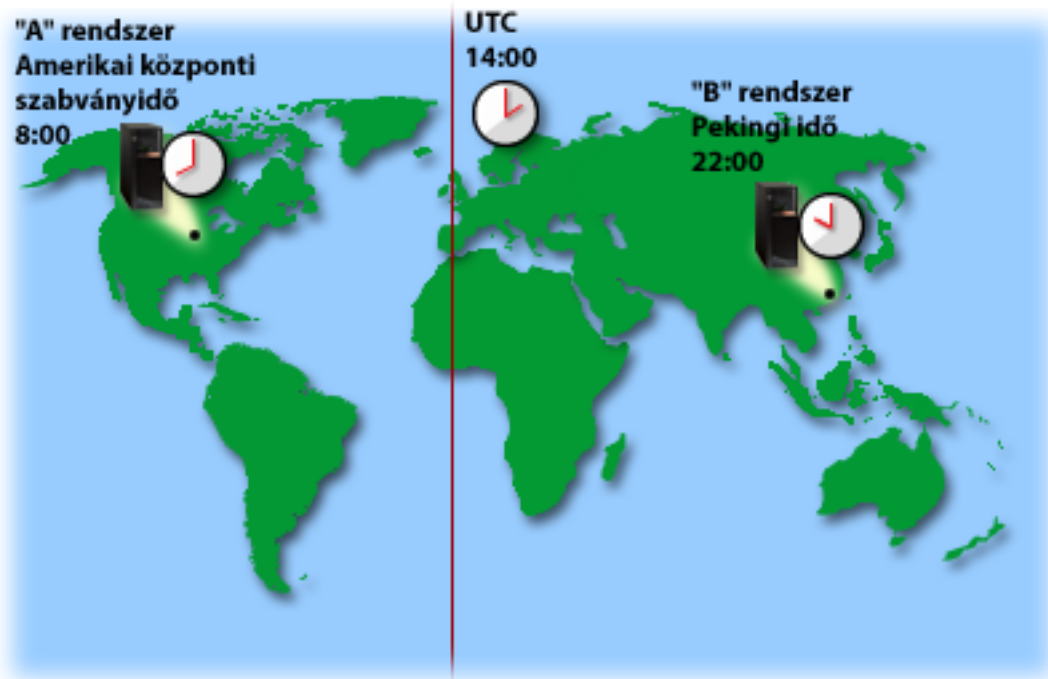 "A" rendszer
Amerikai központi
szabványidő
8:00
UTC
14:00
"B" rendszer
Pekingi idő
22:00